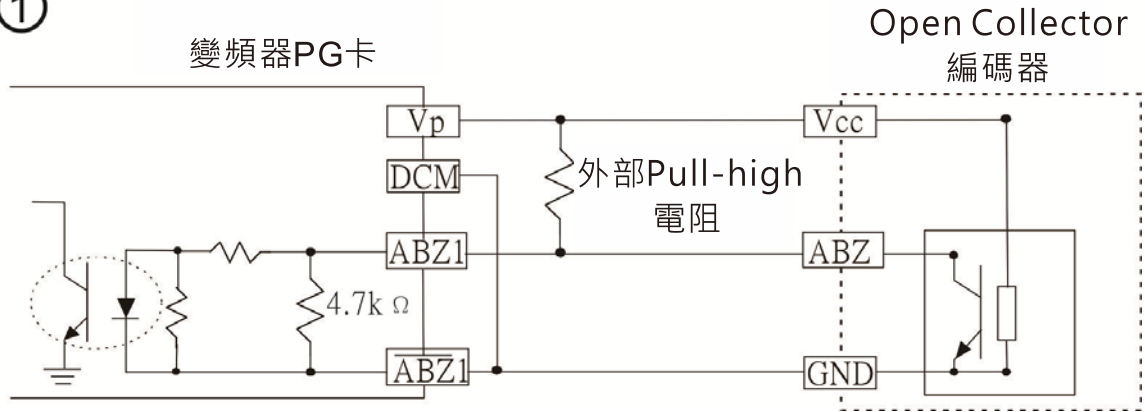 ①
變頻器PG卡
Open Collector
編碼器
Vp
Vcc
DCM
外部Pull-high
電阻
ABZ1
ABZ
4.7k Ω
A̅B̅Z̅1
GND